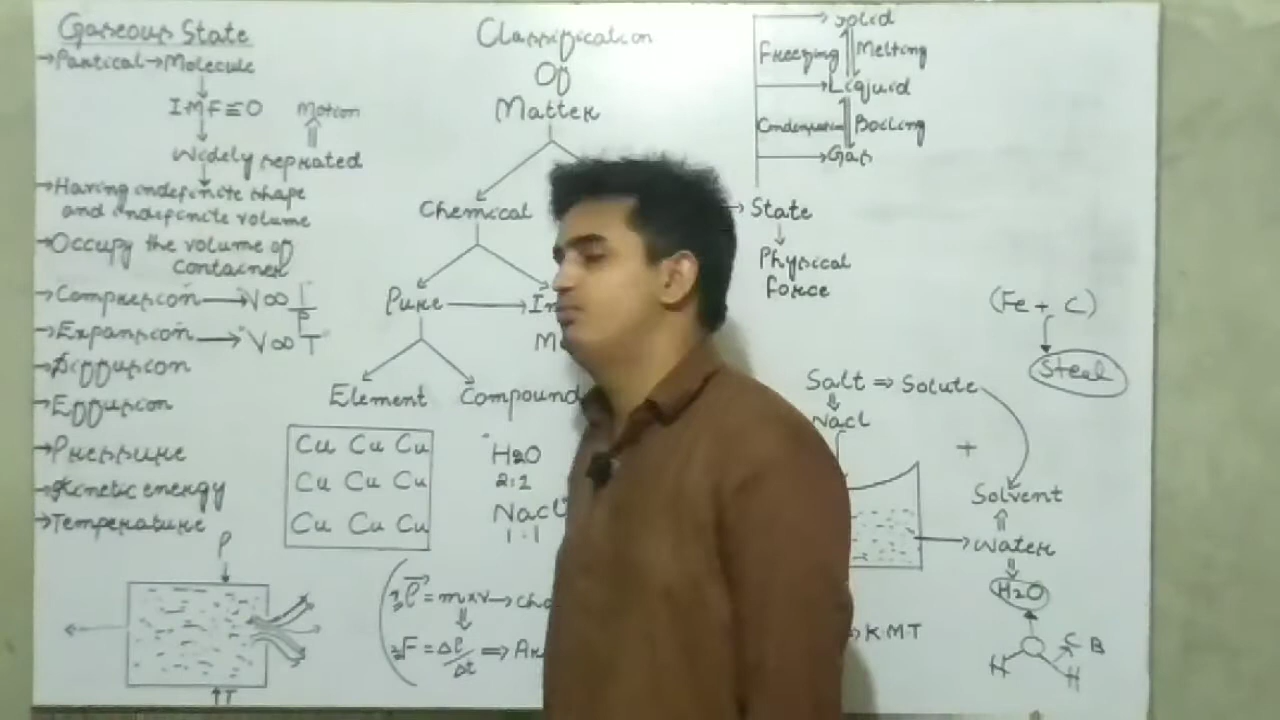 Gaseous State
→Partical→Molecule
IMF≅0 Motion
Widely seprated
→Having indefinite shape
and indefinite volume
→Occupy the volume of
container
→Compression→V∞1/P
→Expansion→V∞T
→Diffusion
→Effusion
→Pressure
→Kinetic energy
→Temperature
P
↑T
Classification
Of
Matter
Chemical
Pure
Element Compound
Cu Cu Cu
Cu Cu Cu
Cu Cu Cu
H2O
2:1
NaCl
1:1
= m×v→
F = Δ
Δt
Solid
Freezing Melting
Liquid
Condensation Boiling
Gas
→State
Physical
force
(Fe + C)
Steel
Salt ⇒ Solute
NaCl
+
Solvent
Water
H2O
C B
H H
→KMT